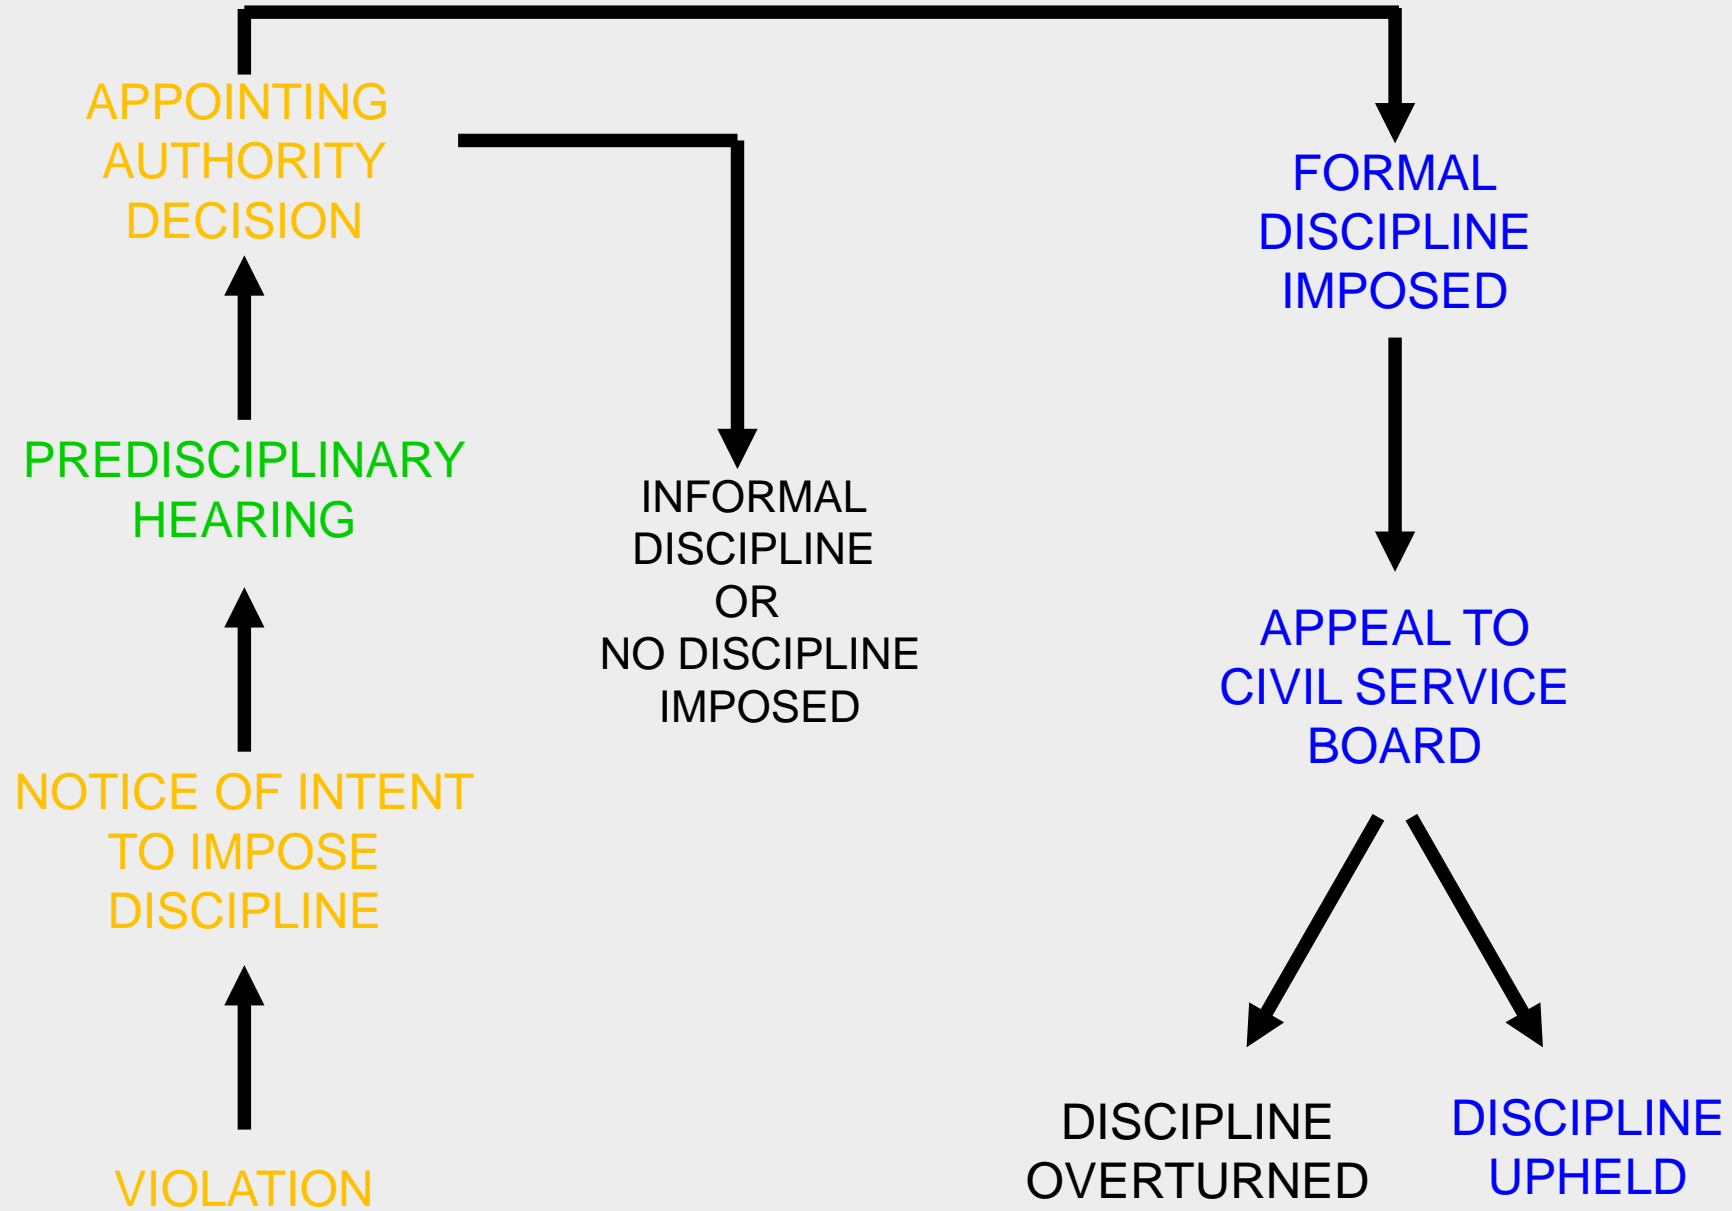 APPOINTING
AUTHORITY
DECISION
FORMAL
DISCIPLINE
IMPOSED
PREDISCIPLINARY
HEARING
INFORMAL
DISCIPLINE
OR
NO DISCIPLINE
IMPOSED
APPEAL TO
CIVIL SERVICE
BOARD
NOTICE OF INTENT
TO IMPOSE
DISCIPLINE
VIOLATION
DISCIPLINE
OVERTURNED
DISCIPLINE
UPHELD